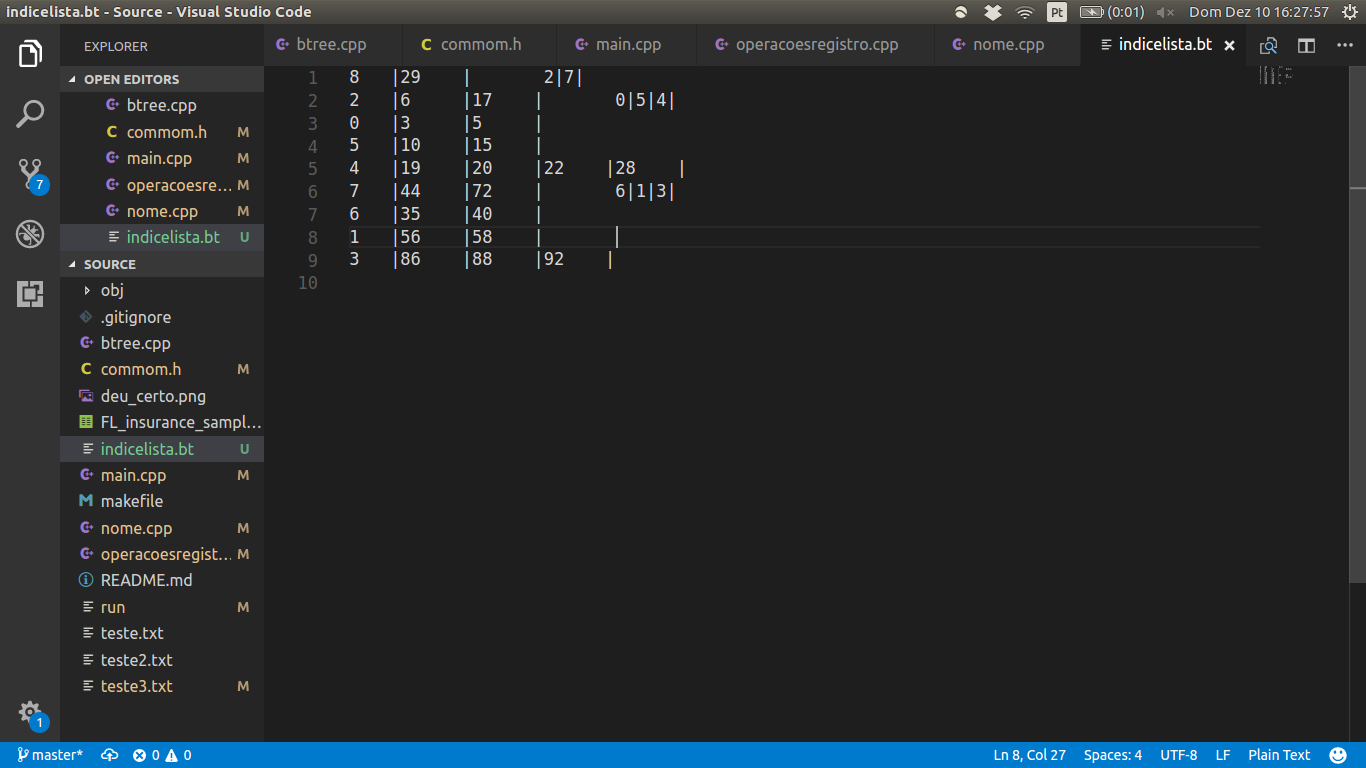 indicelista.bt - Source - Visual Studio Code
Pt
(0:01)
Dom Dez 10 16:27:57
EXPLORER
OPEN EDITORS
btree.cpp
commom.h M
main.cpp M
operacoesre... M
nome.cpp M
indicelista.bt U
SOURCE
obj
.gitignore
btree.cpp
commom.h M
deu_certo.png
FL_insurance_sampl...
indicelista.bt U
main.cpp M
makefile
nome.cpp M
operacoesregist... M
README.md
run M
teste.txt
teste2.txt
teste3.txt M
7
1
btree.cpp
commom.h
main.cpp
operacoesregistro.cpp
nome.cpp
indicelista.bt
1 8 |29 | 2|7|
2 2 |6 |17 | 0|5|4|
3 0 |3 |5 |
4 5 |10 |15 |
5 4 |19 |20 |22 |28 |
6 7 |44 |72 | 6|1|3|
7 6 |35 |40 |
8 1 |56 |58 |
9 3 |86 |88 |92 |
10
master*
0
0
Ln 8, Col 27
Spaces: 4
UTF-8
LF
Plain Text